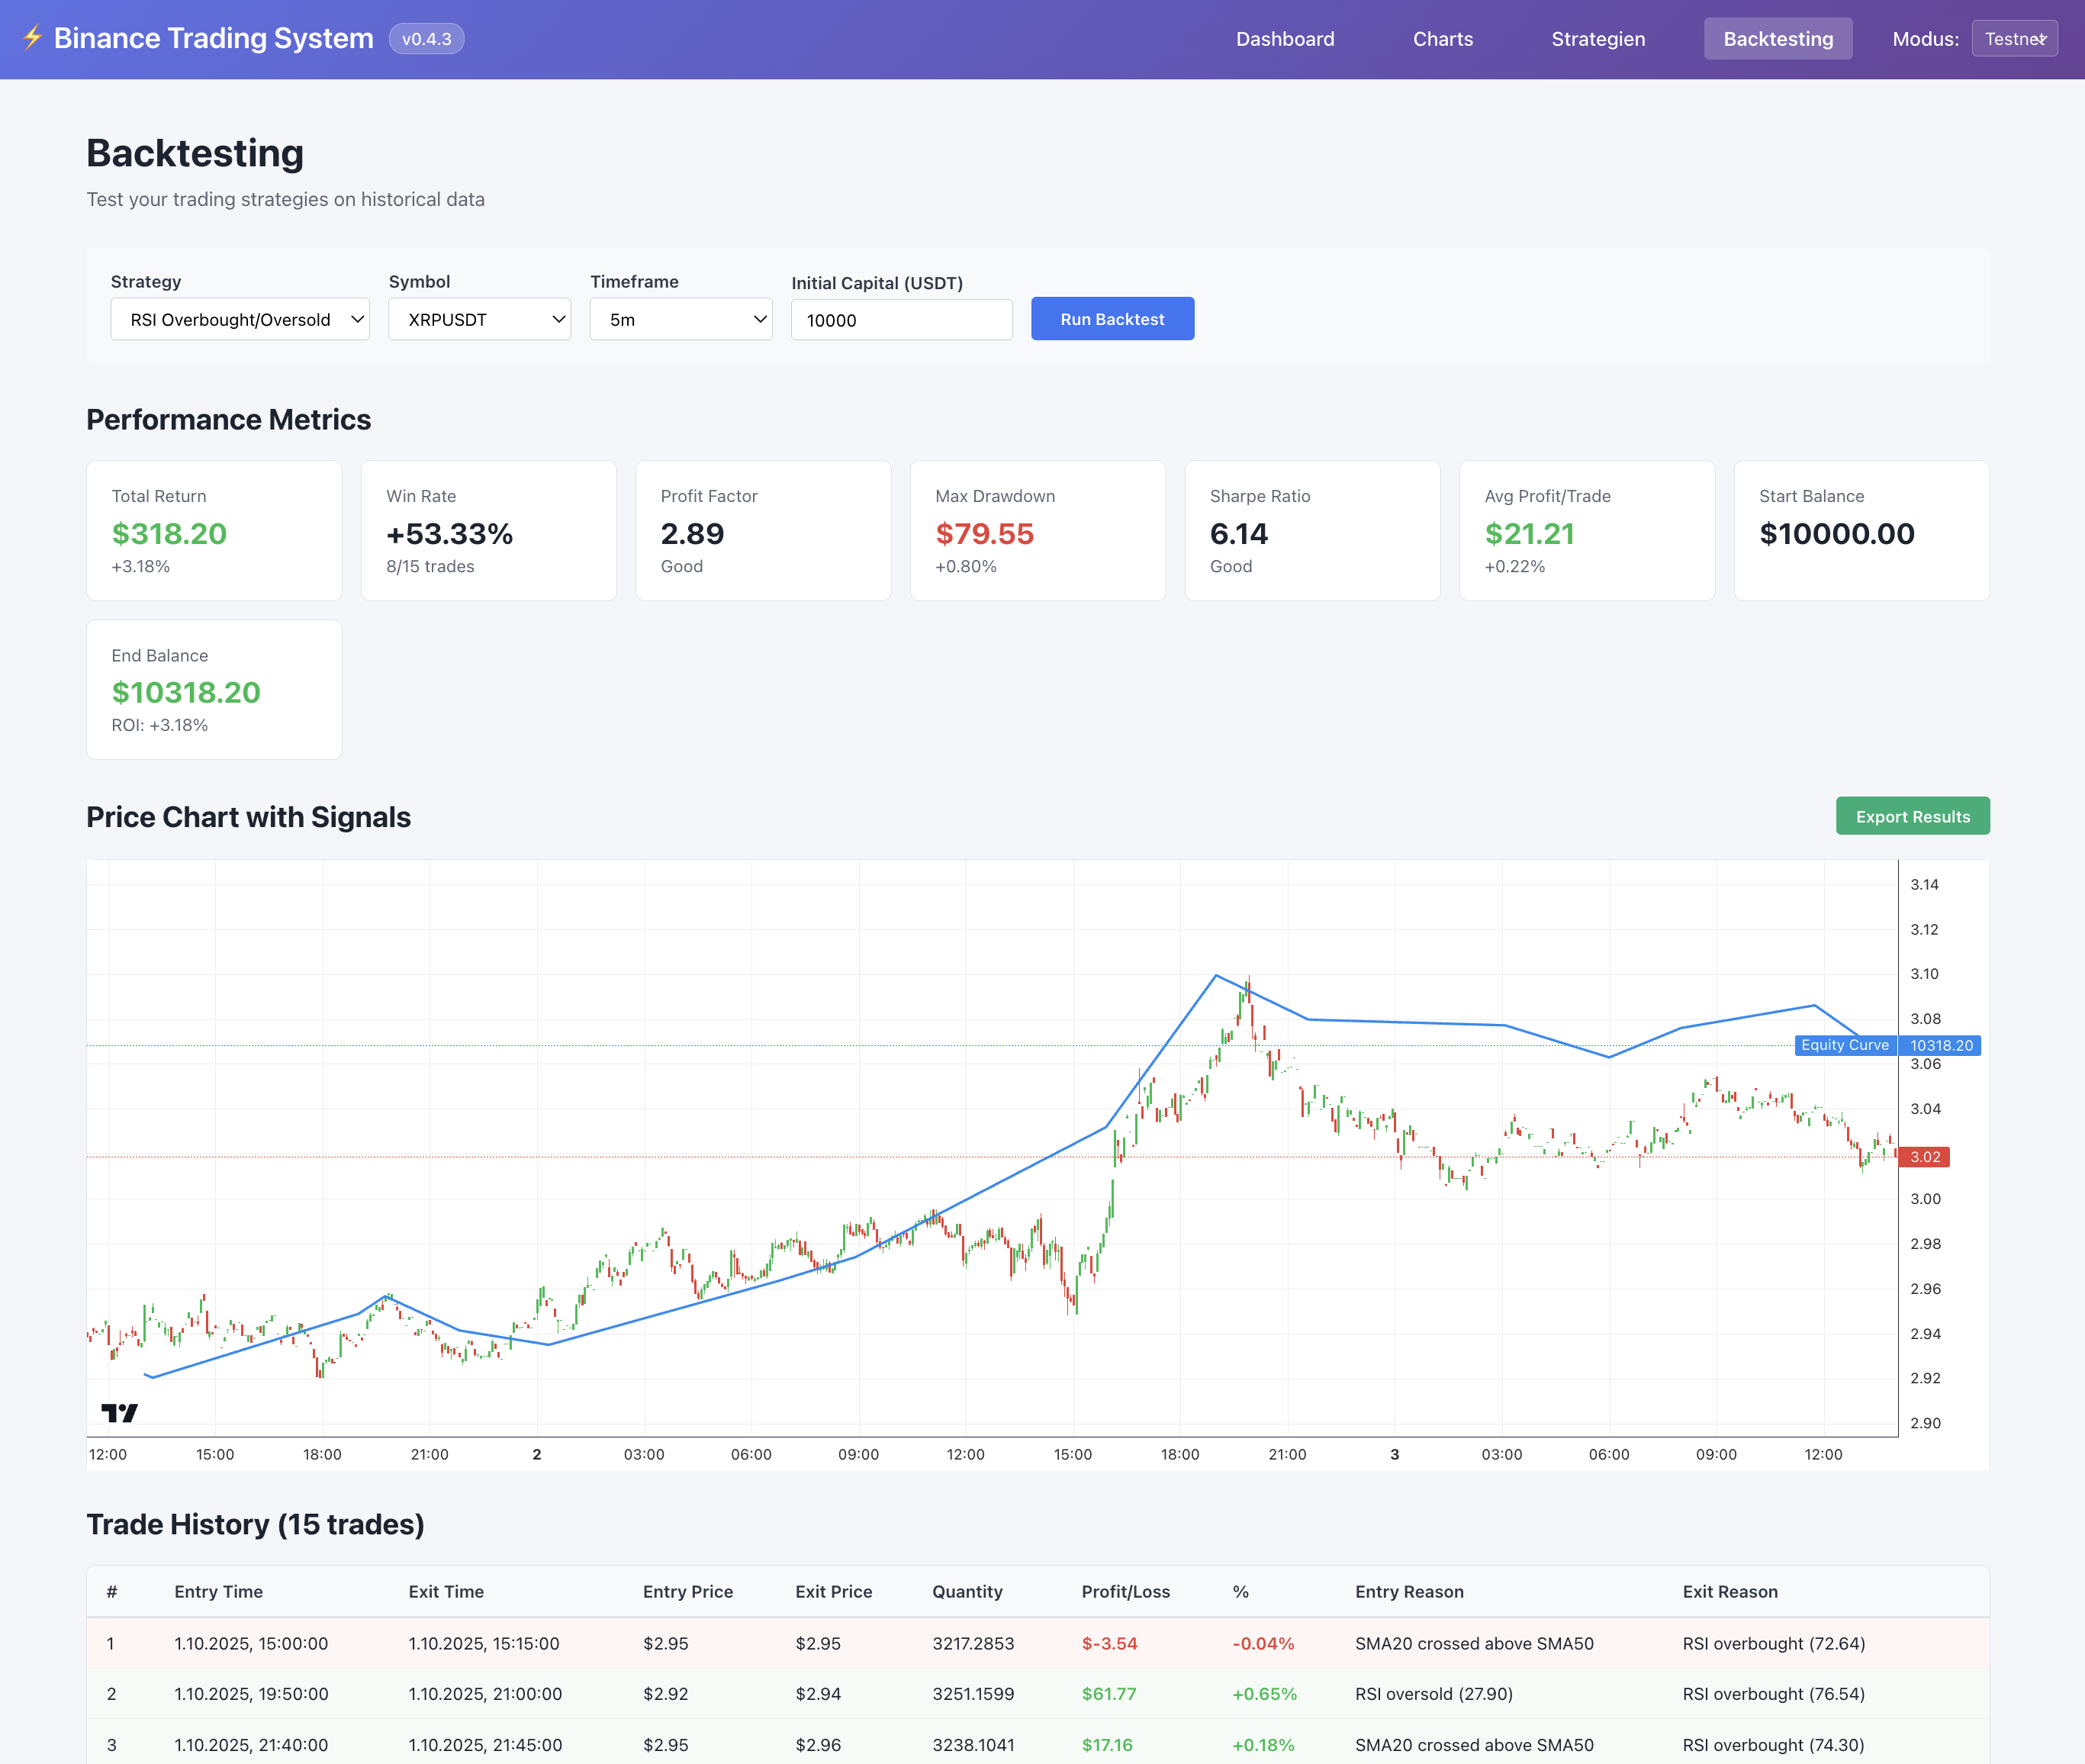 ⚡ Binance Trading System v0.4.3 Dashboard Charts Strategien Backtesting Modus: Testnet
Backtesting
Test your trading strategies on historical data
Strategy Symbol Timeframe Initial Capital (USDT)
RSI Overbought/Oversold XRPUSDT 5m 10000 Run Backtest
Performance Metrics
Total Return Win Rate Profit Factor Max Drawdown Sharpe Ratio Avg Profit/Trade Start Balance
$318.20 +53.33% 2.89 $79.55 6.14 $21.21 $10000.00
+3.18% 8/15 trades Good +0.80% Good +0.22%
End Balance
$10318.20
ROI: +3.18%
Price Chart with Signals Export Results
3.14
3.12
3.10
3.08
Equity Curve 10318.20
3.06
3.04
3.02
3.00
2.98
2.96
2.94
2.92
2.90
12:00 15:00 18:00 21:00 2 03:00 06:00 09:00 12:00 15:00 18:00 21:00 3 03:00 06:00 09:00 12:00
Trade History (15 trades)
# Entry Time Exit Time Entry Price Exit Price Quantity Profit/Loss % Entry Reason Exit Reason
1 1.10.2025, 15:00:00 1.10.2025, 15:15:00 $2.95 $2.95 3217.2853 $-3.54 -0.04% SMA20 crossed above SMA50 RSI overbought (72.64)
2 1.10.2025, 19:50:00 1.10.2025, 21:00:00 $2.92 $2.94 3251.1599 $61.77 +0.65% RSI oversold (27.90) RSI overbought (76.54)
3 1.10.2025, 21:40:00 1.10.2025, 21:45:00 $2.95 $2.96 3238.1041 $17.16 +0.18% SMA20 crossed above SMA50 RSI overbought (74.30)